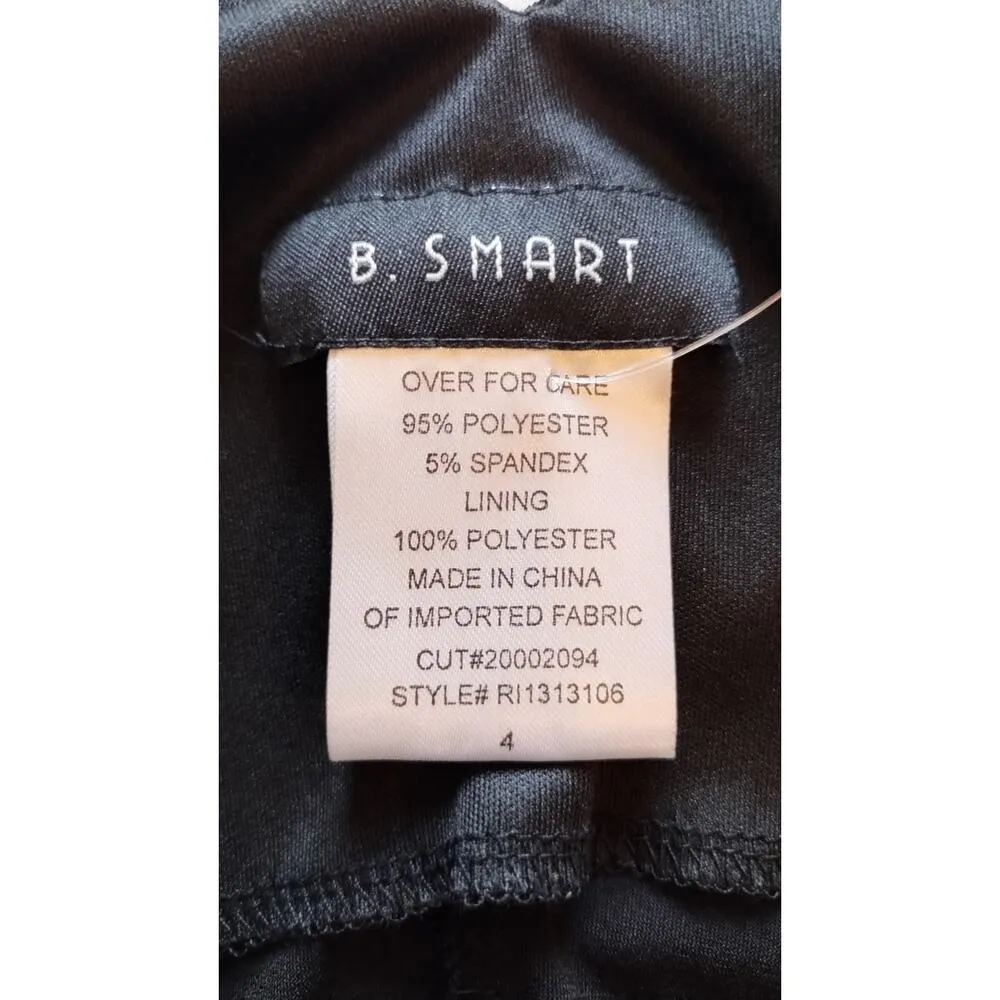 B. SMART
OVER FOR CARE
95% POLYESTER
5% SPANDEX
LINING
100% POLYESTER
MADE IN CHINA
OF IMPORTED FABRIC
CUT#20002094
STYLE# RI1313106
4